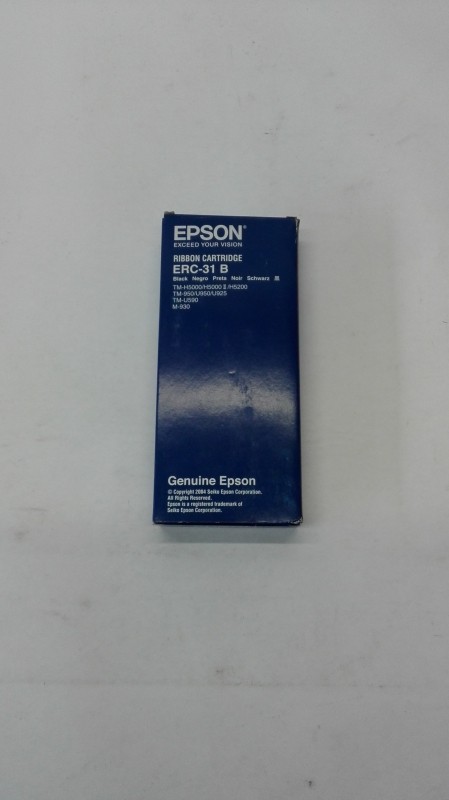 EPSON®
EXCEED YOUR VISION
RIBBON CARTRIDGE
ERC-31 B
Black Negro Preto Noir Schwarz 黒
TM-H5000/H5000Ⅱ/H5200
TM-950/U950/U925
TM-U590
M-930
Genuine Epson
© Copyright 2004 Seiko Epson Corporation.
All Rights Reserved.
Epson is a registered trademark of
Seiko Epson Corporation.